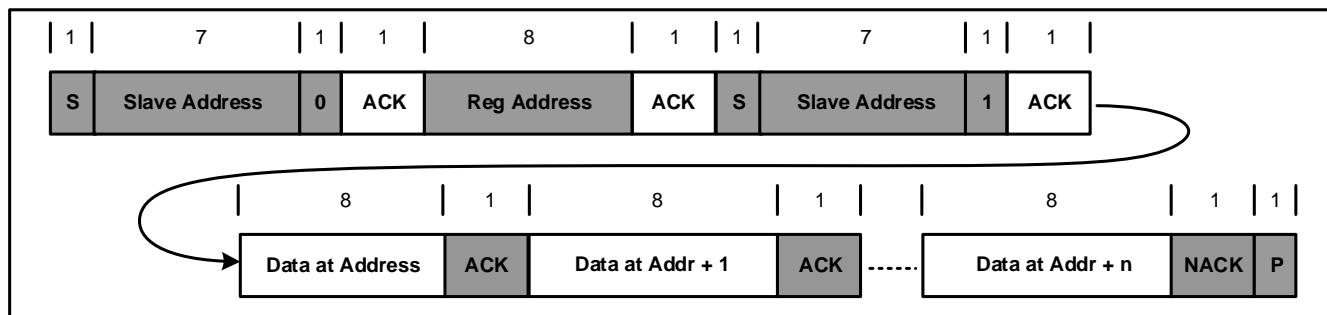 1 7 1 1 8 1 1 7 1 1
S Slave Address 0 ACK Reg Address ACK S Slave Address 1 ACK
8 1 8 1 8 1 1
Data at Address ACK Data at Addr + 1 ACK Data at Addr + n NACK P